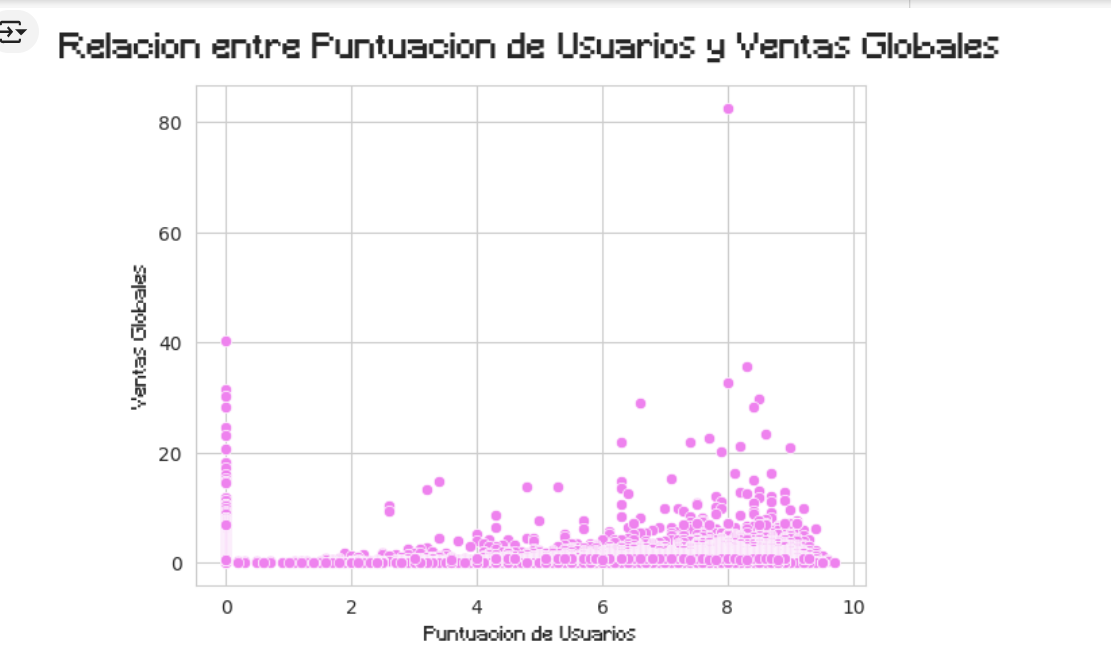 Relacion entre Puntuacion de Usuarios y Ventas Globales
80
60
40
20
0
Ventas Globales
0 2 4 6 8 10
Puntuacion de Usuarios